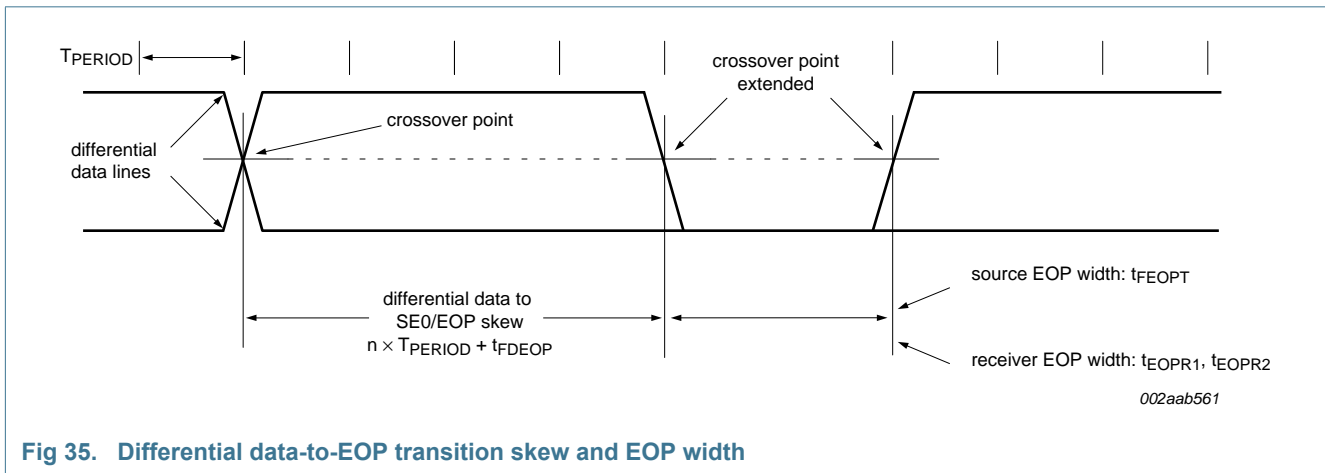 TPERIOD
crossover point
extended
crossover point
differential
data lines
source EOP width: tFEOPT
differential data to
SE0/EOP skew
n × TPERIOD + tFDEOP
receiver EOP width: tEOPR1, tEOPR2
002aab561
Fig 35. Differential data-to-EOP transition skew and EOP width